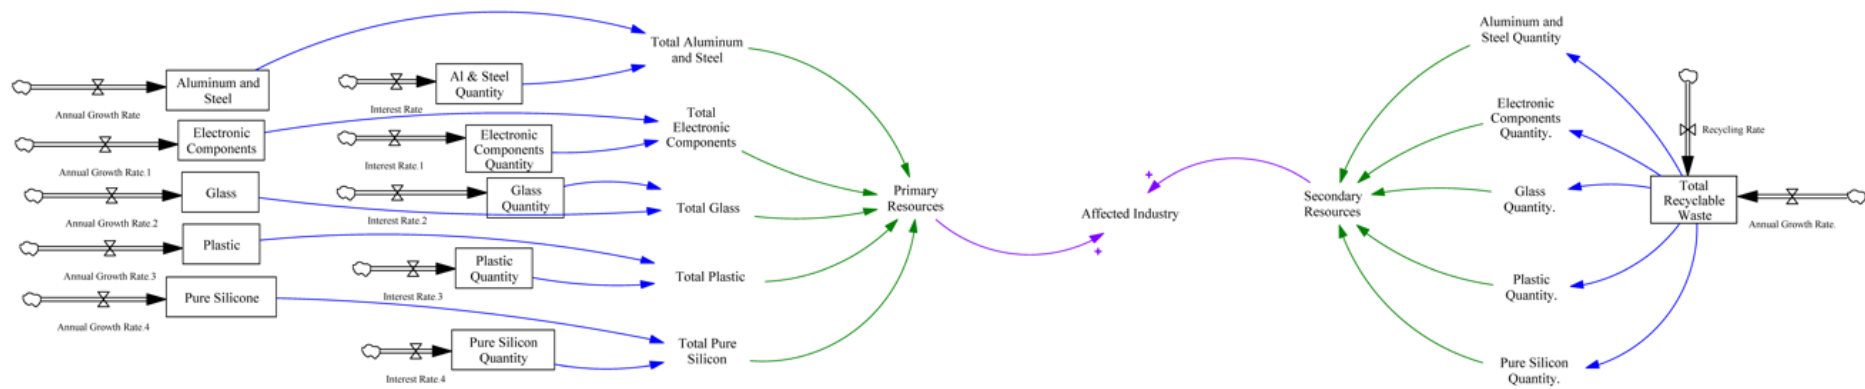 Aluminum and
Steel
Annual Growth Rate
Al & Steel
Quantity
Interest Rate
Total Aluminum
and Steel
Electronic
Components
Annual Growth Rate.1
Electronic
Components
Quantity
Interest Rate.1
Total
Electronic
Components
Glass
Annual Growth Rate.2
Glass
Quantity
Interest Rate.2
Total Glass
Plastic
Annual Growth Rate.3
Plastic
Quantity
Interest Rate.3
Total Plastic
Pure Silicone
Annual Growth Rate.4
Pure Silicon
Quantity
Interest Rate.4
Total Pure
Silicon
Primary
Resources
+
Affected Industry
+
Secondary
Resources
Aluminum and
Steel Quantity
Electronic
Components
Quantity.
Glass
Quantity.
Plastic
Quantity.
Pure Silicon
Quantity.
Recycling Rate
Total
Recyclable
Waste
Annual Growth Rate.